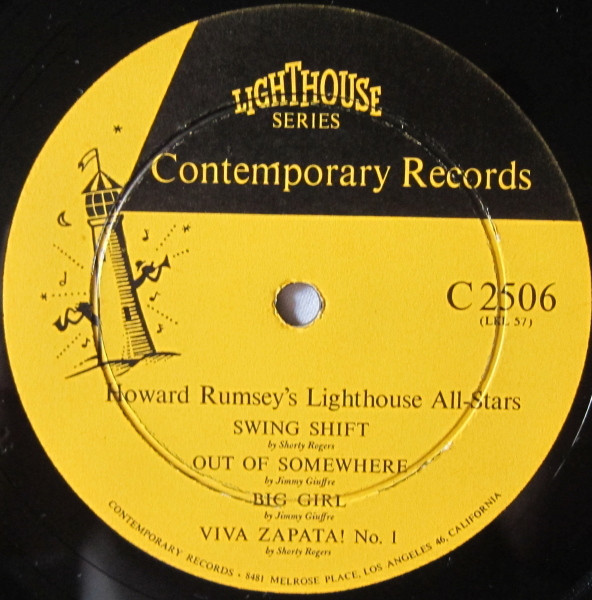 LIGHTHOUSE
SERIES
Contemporary Records
C 2506
(LKL 57)
Howard Rumsey's Lighthouse All-Stars
SWING SHIFT
by Shorty Rogers
OUT OF SOMEWHERE
by Jimmy Giuffre
BIG GIRL
by Jimmy Giuffre
VIVA ZAPATA! No. 1
by Shorty Rogers
CONTEMPORARY RECORDS • 8481 MELROSE PLACE, LOS ANGELES 46, CALIFORNIA